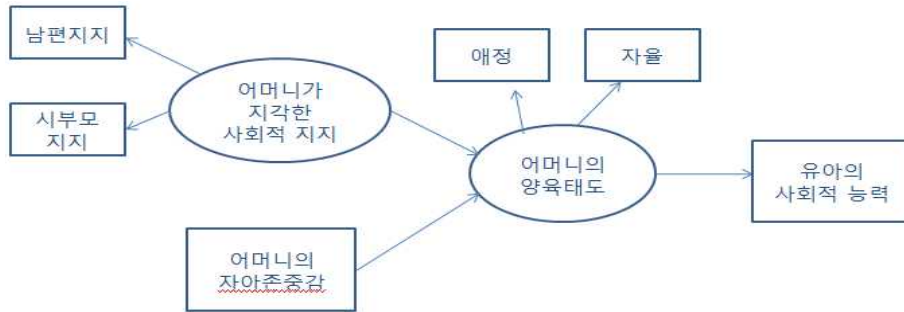 남편지지
시부모
지지
어머니가
지각한
사회적 지지
애정
자율
어머니의
양육태도
유아의
사회적 능력
어머니의
자아존중감